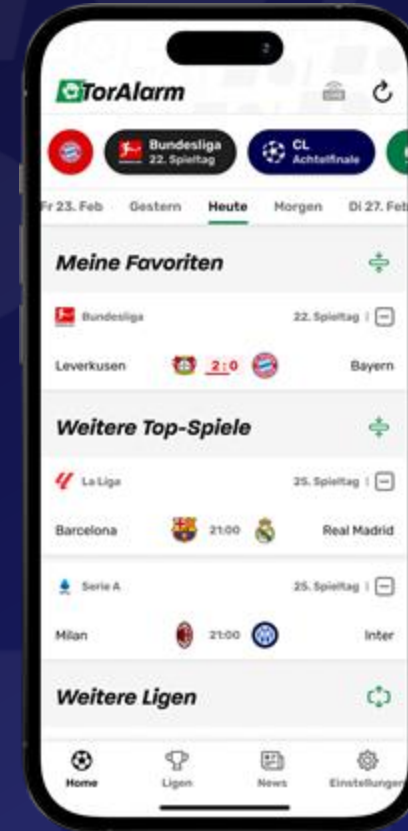 TorAlarm
Bundesliga
22. Spieltag
CL
Achtelfinale
Fr 23. Feb Gestern Heute Morgen Di 27. Feb
Meine Favoriten
Bundesliga 22. Spieltag
Leverkusen 2:0 Bayern
Weitere Top-Spiele
La Liga 25. Spieltag
Barcelona 21:00 Real Madrid
Serie A 25. Spieltag
Milan 21:00 Inter
Weitere Ligen
Home Ligen News Einstellungen